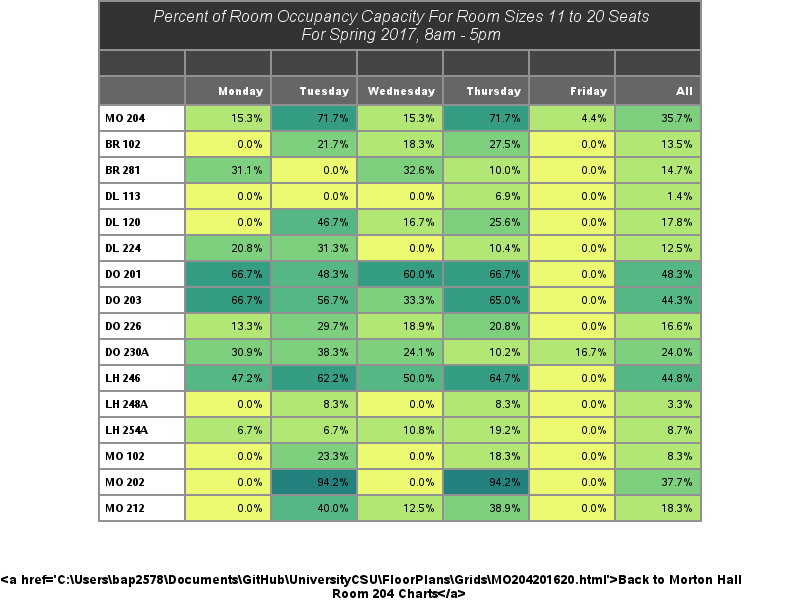 Percent of Room Occupancy Capacity For Room Sizes 11 to 20 Seats
For Spring 2017, 8am - 5pm
Monday Tuesday Wednesday Thursday Friday All
MO 204 15.3% 71.7% 15.3% 71.7% 4.4% 35.7%
BR 102 0.0% 21.7% 18.3% 27.5% 0.0% 13.5%
BR 281 31.1% 0.0% 32.6% 10.0% 0.0% 14.7%
DL 113 0.0% 0.0% 0.0% 6.9% 0.0% 1.4%
DL 120 0.0% 46.7% 16.7% 25.6% 0.0% 17.8%
DL 224 20.8% 31.3% 0.0% 10.4% 0.0% 12.5%
DO 201 66.7% 48.3% 60.0% 66.7% 0.0% 48.3%
DO 203 66.7% 56.7% 33.3% 65.0% 0.0% 44.3%
DO 226 13.3% 29.7% 18.9% 20.8% 0.0% 16.6%
DO 230A 30.9% 38.3% 24.1% 10.2% 16.7% 24.0%
LH 246 47.2% 62.2% 50.0% 64.7% 0.0% 44.8%
LH 248A 0.0% 8.3% 0.0% 8.3% 0.0% 3.3%
LH 254A 6.7% 6.7% 10.8% 19.2% 0.0% 8.7%
MO 102 0.0% 23.3% 0.0% 18.3% 0.0% 8.3%
MO 202 0.0% 94.2% 0.0% 94.2% 0.0% 37.7%
MO 212 0.0% 40.0% 12.5% 38.9% 0.0% 18.3%
<a href='C:\Users\bap2578\Documents\GitHub\UniversityCSU\FloorPlans\Grids\MO204201620.html'>Back to Morton Hall
Room 204 Charts</a>